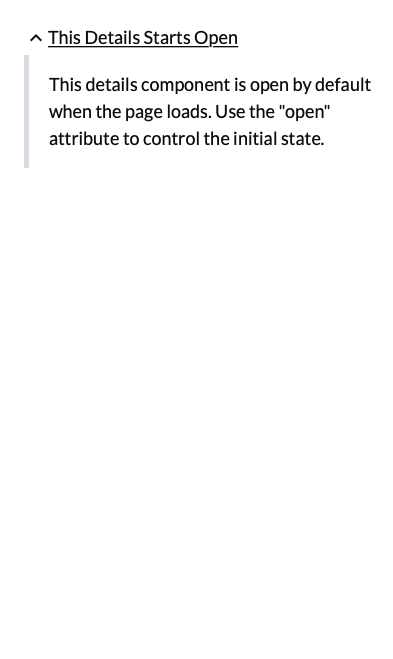 This Details Starts Open
This details component is open by default
when the page loads. Use the "open"
attribute to control the initial state.